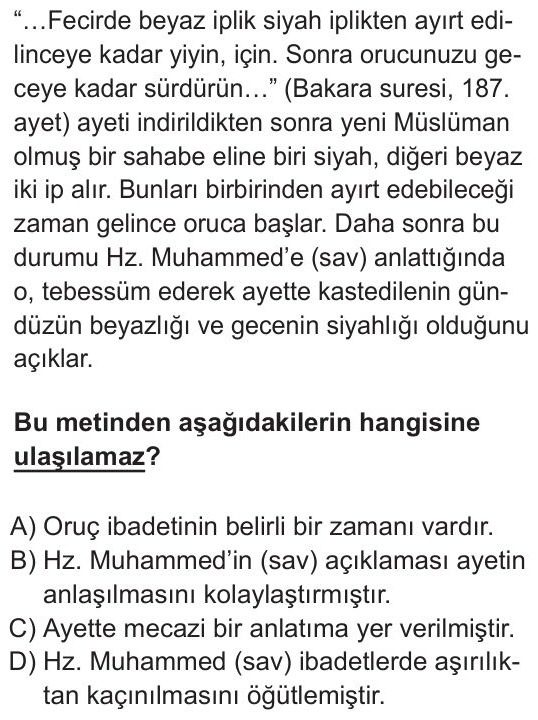 “…Fecirde beyaz iplik siyah iplikten ayırt edi-
linceye kadar yiyin, için. Sonra orucunuzu ge-
ceye kadar sürdürün…” (Bakara suresi, 187.
ayet) ayeti indirildikten sonra yeni Müslüman
olmuş bir sahabe eline biri siyah, diğeri beyaz
iki ip alır. Bunları birbirinden ayırt edebileceği
zaman gelince oruca başlar. Daha sonra bu
durumu Hz. Muhammed’e (sav) anlattığında
o, tebessüm ederek ayette kastedilenin gün-
düzün beyazlığı ve gecenin siyahlığı olduğunu
açıklar.
Bu metinden aşağıdakilerin hangisine
ulaşılamaz?
A) Oruç ibadetinin belirli bir zamanı vardır.
B) Hz. Muhammed’in (sav) açıklaması ayetin
anlaşılmasını kolaylaştırmıştır.
C) Ayette mecazi bir anlatıma yer verilmiştir.
D) Hz. Muhammed (sav) ibadetlerde aşırılık-
tan kaçınılmasını öğütlemiştir.